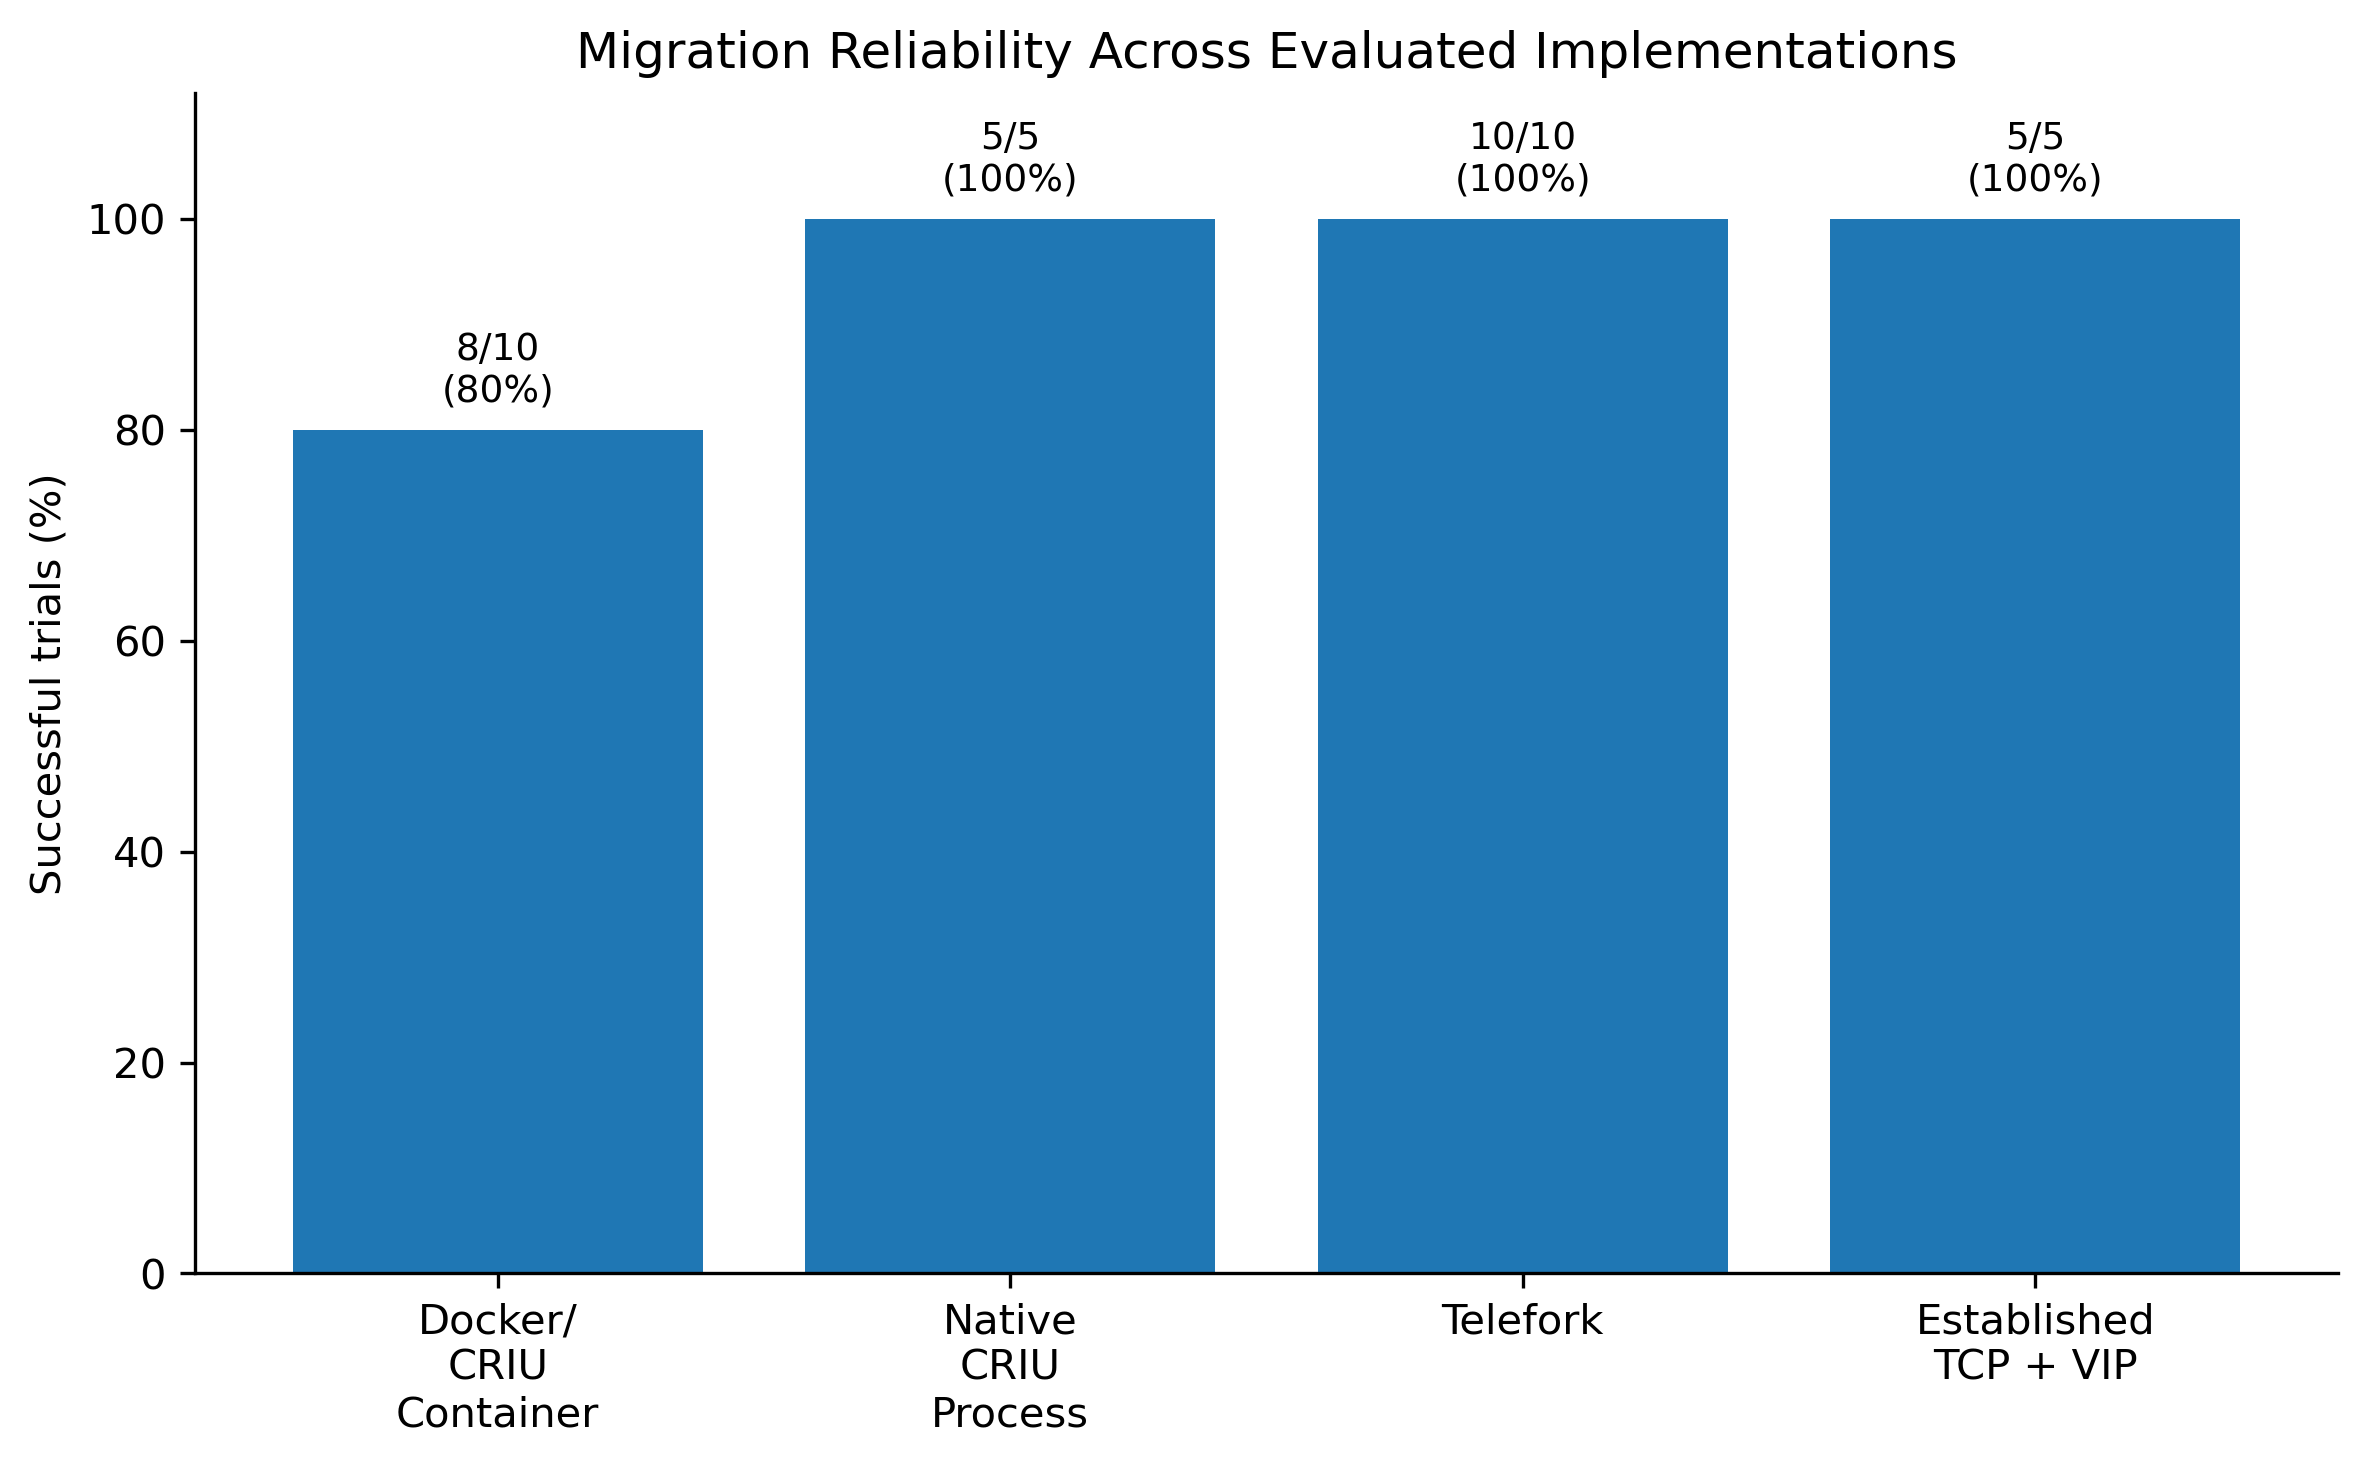 Migration Reliability Across Evaluated Implementations
Successful trials (%)
100
80
60
40
20
0
8/10
(80%)
5/5
(100%)
10/10
(100%)
5/5
(100%)
Docker/
CRIU
Container
Native
CRIU
Process
Telefork
Established
TCP + VIP